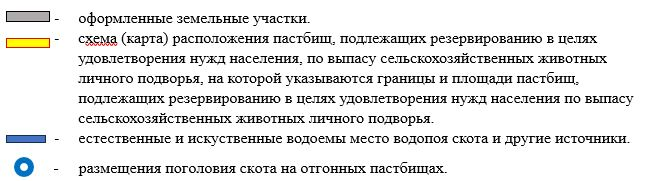 - оформленные земельные участки.
- схема (карта) расположения пастбищ, подлежащих резервированию в целях
удовлетворения нужд населения, по выпасу сельскохозяйственных животных
личного подворья, на которой указываются границы и площади пастбищ,
подлежащих резервированию в целях удовлетворения нужд населения по выпасу
сельскохозяйственных животных личного подворья.
- естественные и искуственные водоемы место водопоя скота и другие источники.
- размещения поголовия скота на отгонных пастбищах.